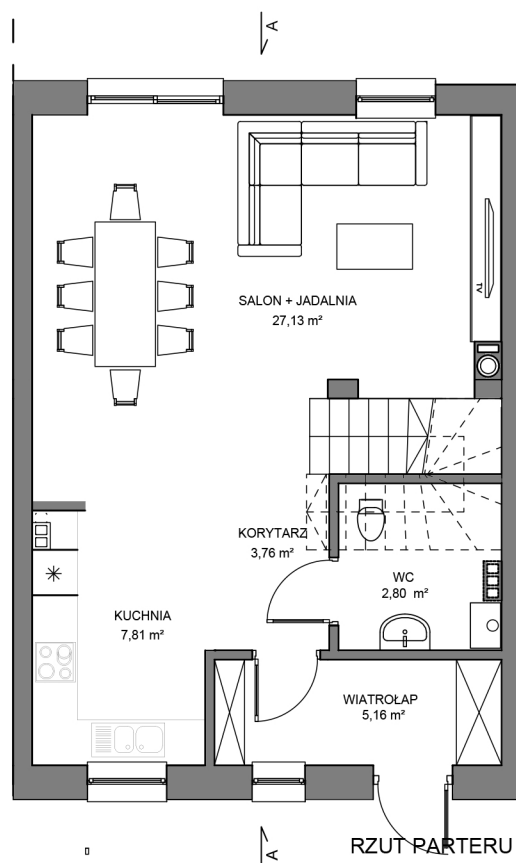 A
TV
SALON + JADALNIA
27,13 m²
KORYTARZ
3,76 m²
WC
2,80 m²
KUCHNIA
7,81 m²
WIATROŁAP
5,16 m²
A
RZUT PARTERU